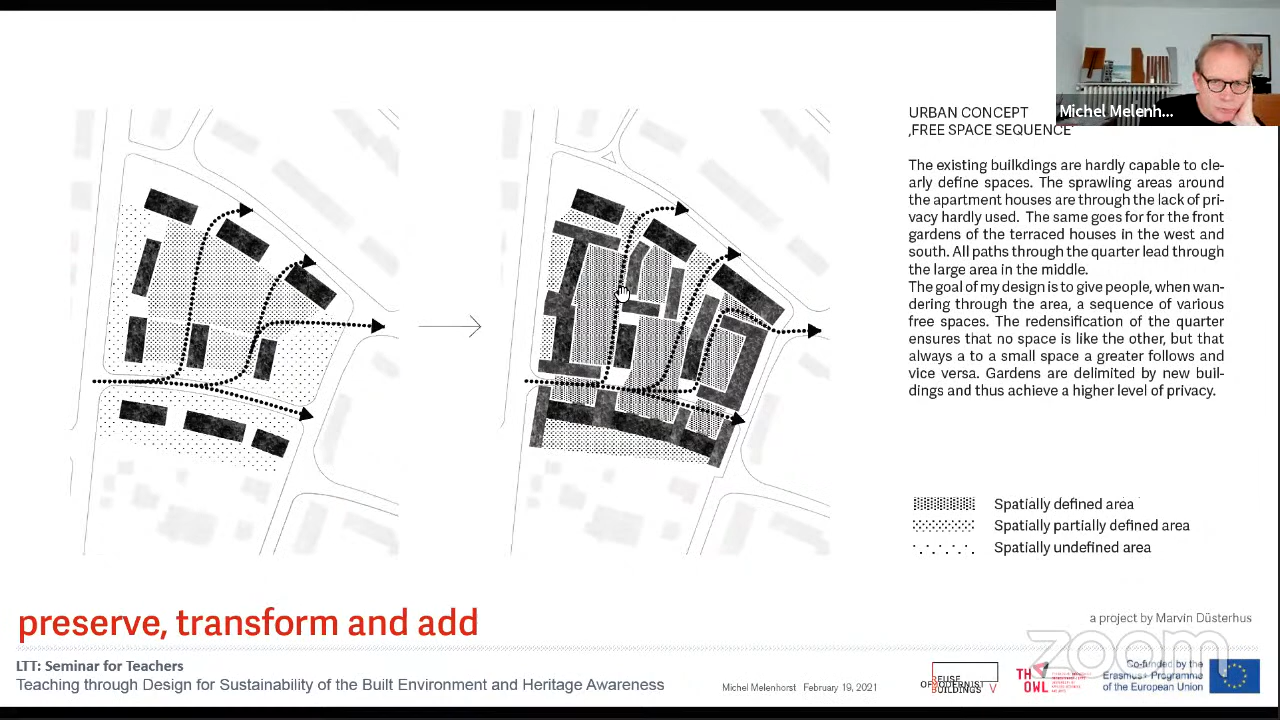 Michel Melenh...
URBAN CONCEPT
‚FREE SPACE SEQUENCE‘
The existing builkdings are hardly capable to cle-
arly define spaces. The sprawling areas around
the apartment houses are through the lack of pri-
vacy hardly used. The same goes for for the front
gardens of the terraced houses in the west and
south. All paths through the quarter lead through
the large area in the middle.
The goal of my design is to give people, when wan-
dering through the area, a sequence of various
free spaces. The redensification of the quarter
ensures that no space is like the other, but that
always a to a small space a greater follows and
vice versa. Gardens are delimited by new buil-
dings and thus achieve a higher level of privacy.
Spatially defined area
Spatially partially defined area
Spatially undefined area
preserve, transform and add
a project by Marvin Düsterhus
zoom
LTT: Seminar for Teachers
Teaching through Design for Sustainability of the Built Environment and Heritage Awareness
Michel Melenhorst February 19, 2021
REUSE
OF MODERNIST
BUILDINGS
TH
OWL
Co-funded by the
Erasmus+ Programme
of the European Union